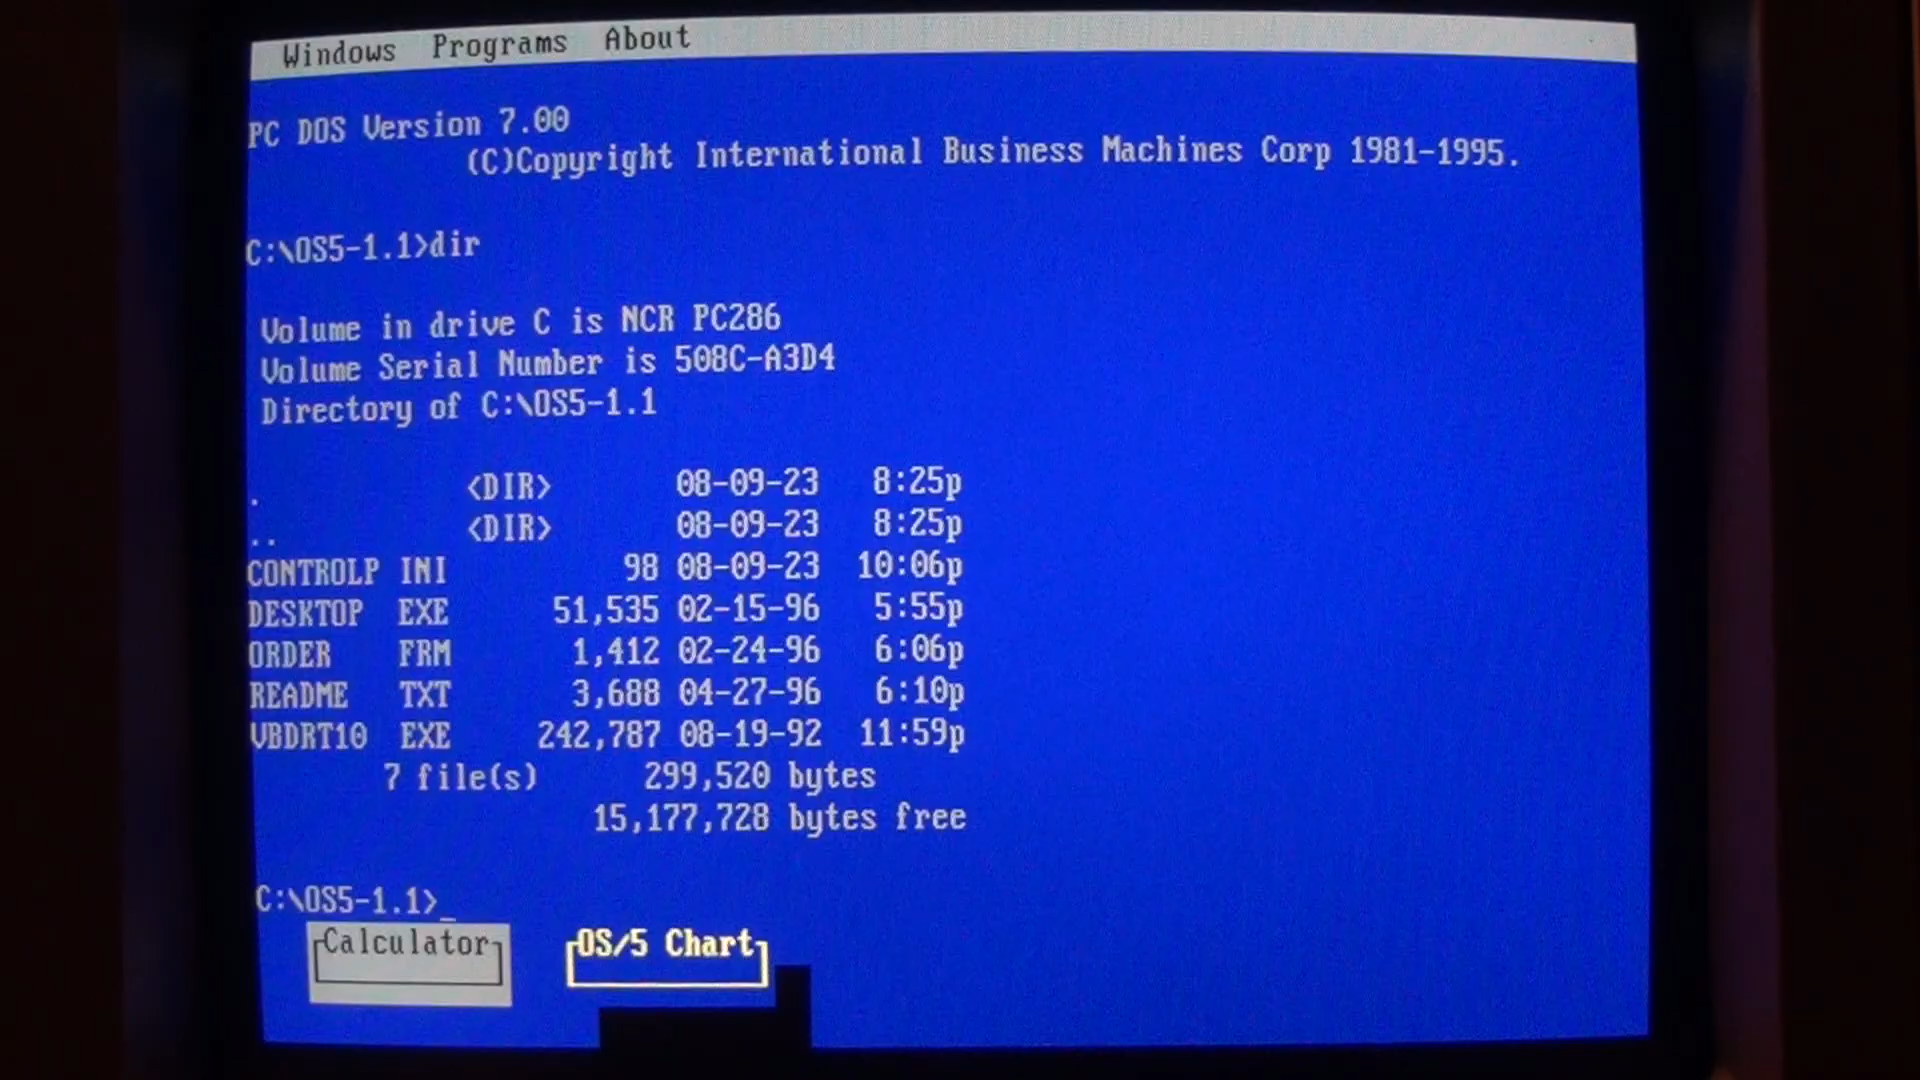 Windows Programs About
PC DOS Version 7.00
(C)Copyright International Business Machines Corp 1981-1995.
C:\OS5-1.1>dir
Volume in drive C is NCR PC286
Volume Serial Number is 508C-A3D4
Directory of C:\OS5-1.1
. <DIR> 08-09-23 8:25p
.. <DIR> 08-09-23 8:25p
CONTROLP INI 98 08-09-23 10:06p
DESKTOP EXE 51,535 02-15-96 5:55p
ORDER FRM 1,412 02-24-96 6:06p
README TXT 3,688 04-27-96 6:10p
VBDRT10 EXE 242,787 08-19-92 11:59p
7 file(s) 299,520 bytes
15,177,728 bytes free
C:\OS5-1.1>_
Calculator OS/5 Chart